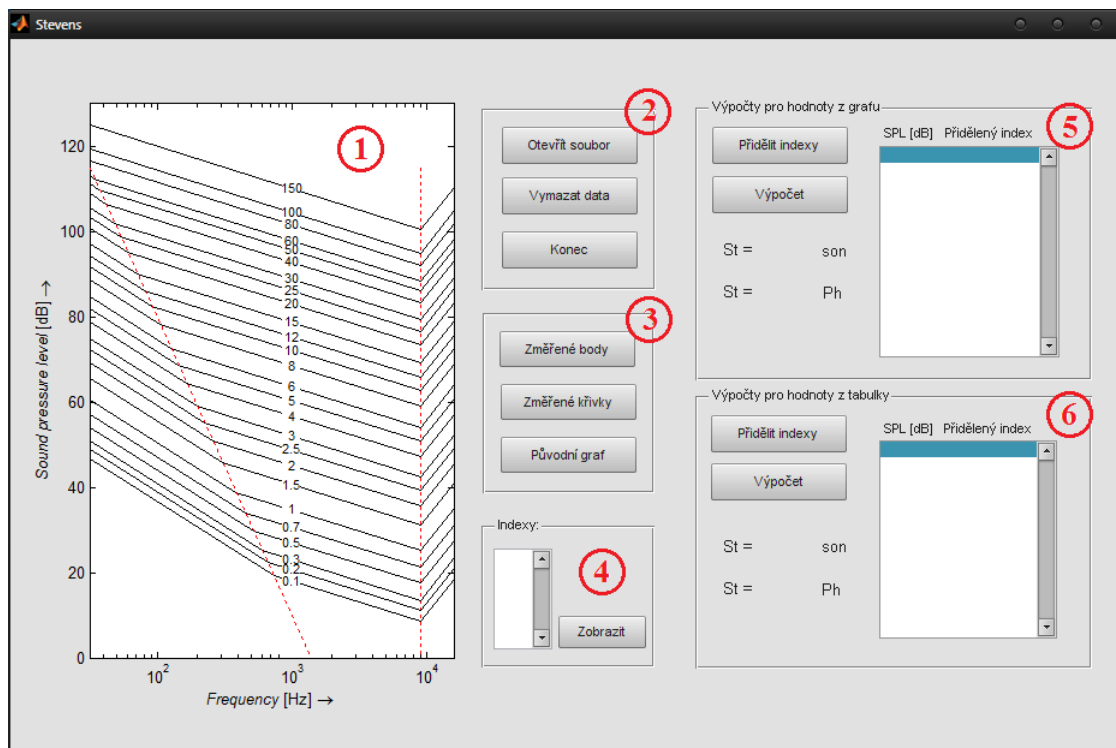 Stevens
1
120
100
80
60
40
20
0
150
100
80
60
50
40
30
25
20
15
12
10
8
6
5
4
3
2.5
2
1.5
1
0.7
0.5
0.3
0.2
0.1
10² 10³ 10⁴
Sound pressure level [dB] →
Frequency [Hz] →
2
Otevřít soubor
Vymazat data
Konec
3
Změřené body
Změřené křivky
Původní graf
Indexy:
4
Zobrazit
Výpočty pro hodnoty z grafu
5
SPL [dB] Přidělený index
Přidělit indexy
Výpočet
St = son
St = Ph
Výpočty pro hodnoty z tabulky
6
SPL [dB] Přidělený index
Přidělit indexy
Výpočet
St = son
St = Ph